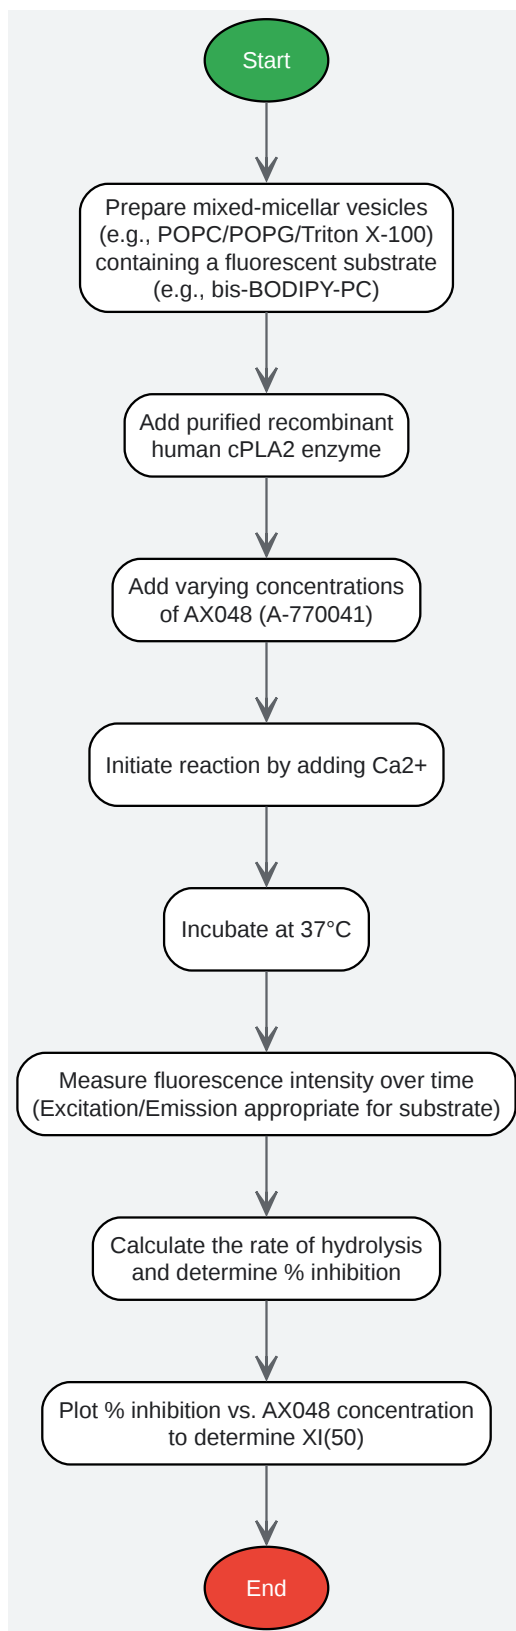 Start
Prepare mixed-micellar vesicles
(e.g., POPC/POPG/Triton X-100)
containing a fluorescent substrate
(e.g., bis-BODIPY-PC)
Add purified recombinant
human cPLA2 enzyme
Add varying concentrations
of AX048 (A-770041)
Initiate reaction by adding Ca2+
Incubate at 37°C
Measure fluorescence intensity over time
(Excitation/Emission appropriate for substrate)
Calculate the rate of hydrolysis
and determine % inhibition
Plot % inhibition vs. AX048 concentration
to determine XI(50)
End